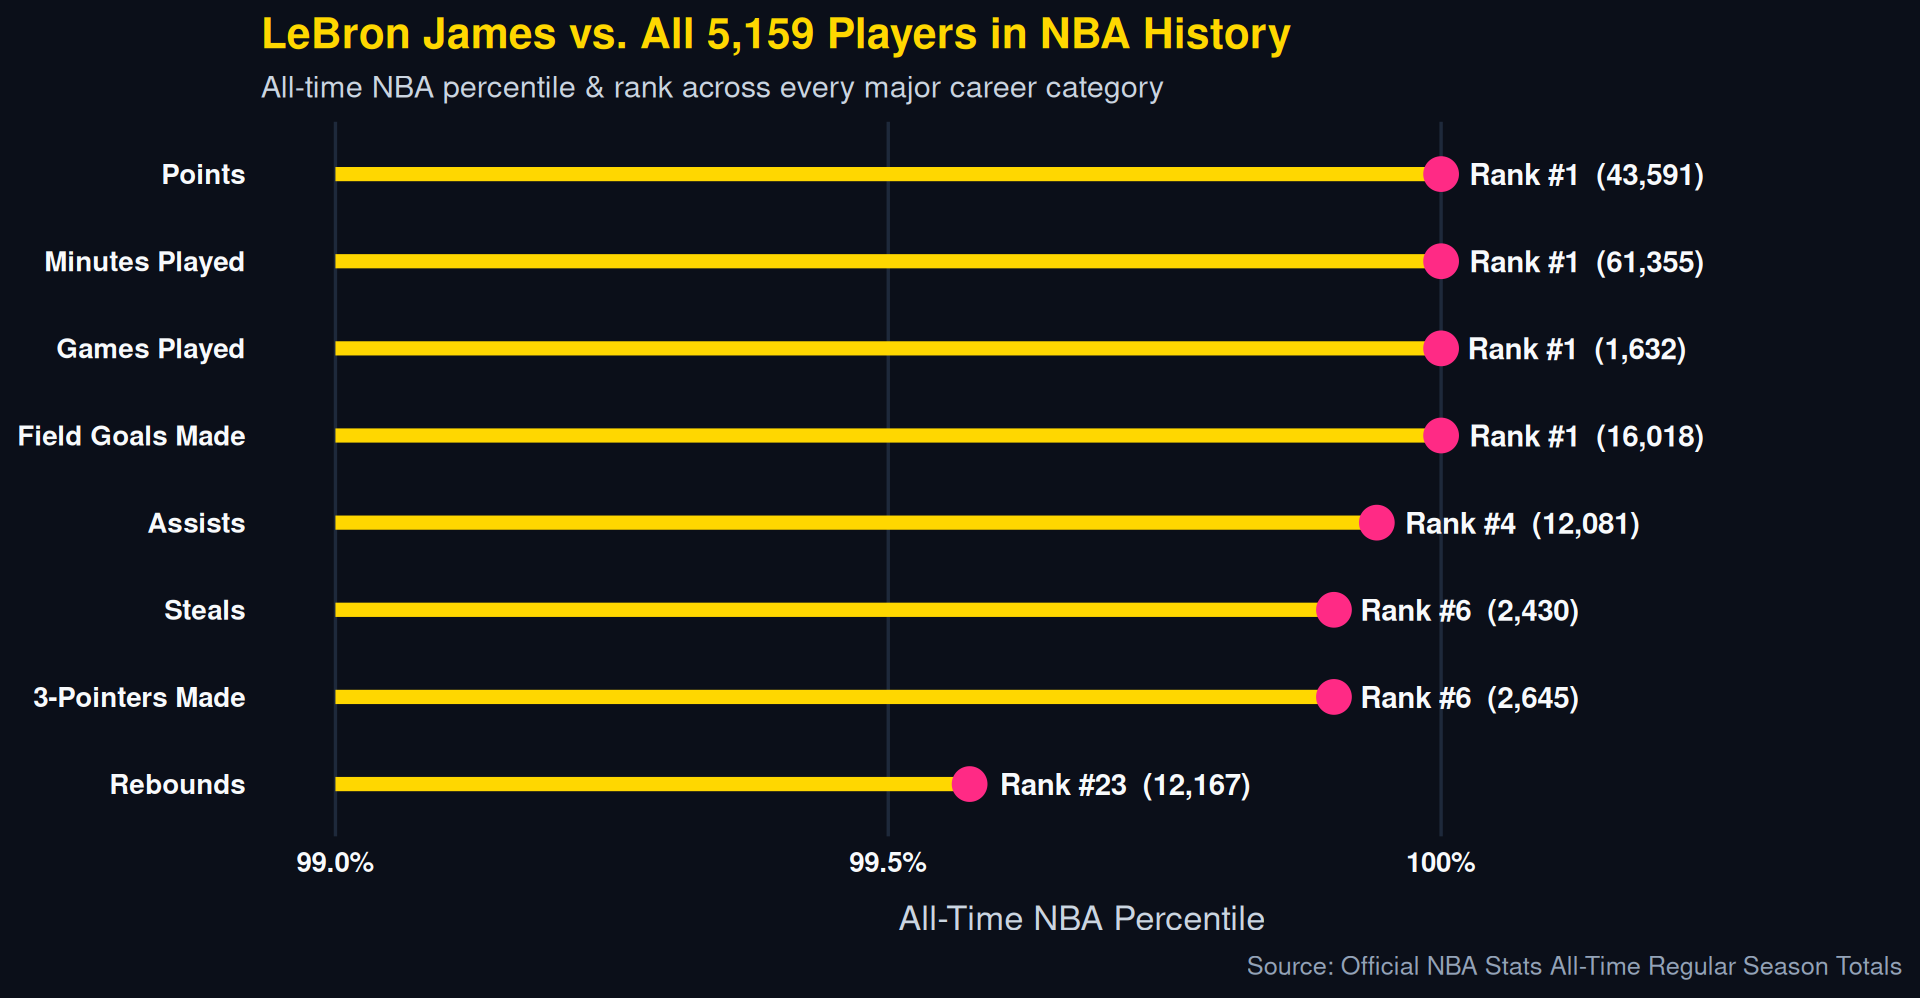 LeBron James vs. All 5,159 Players in NBA History
All-time NBA percentile & rank across every major career category
Points Rank #1 (43,591)
Minutes Played Rank #1 (61,355)
Games Played Rank #1 (1,632)
Field Goals Made Rank #1 (16,018)
Assists Rank #4 (12,081)
Steals Rank #6 (2,430)
3-Pointers Made Rank #6 (2,645)
Rebounds Rank #23 (12,167)
99.0% 99.5% 100%
All-Time NBA Percentile
Source: Official NBA Stats All-Time Regular Season Totals